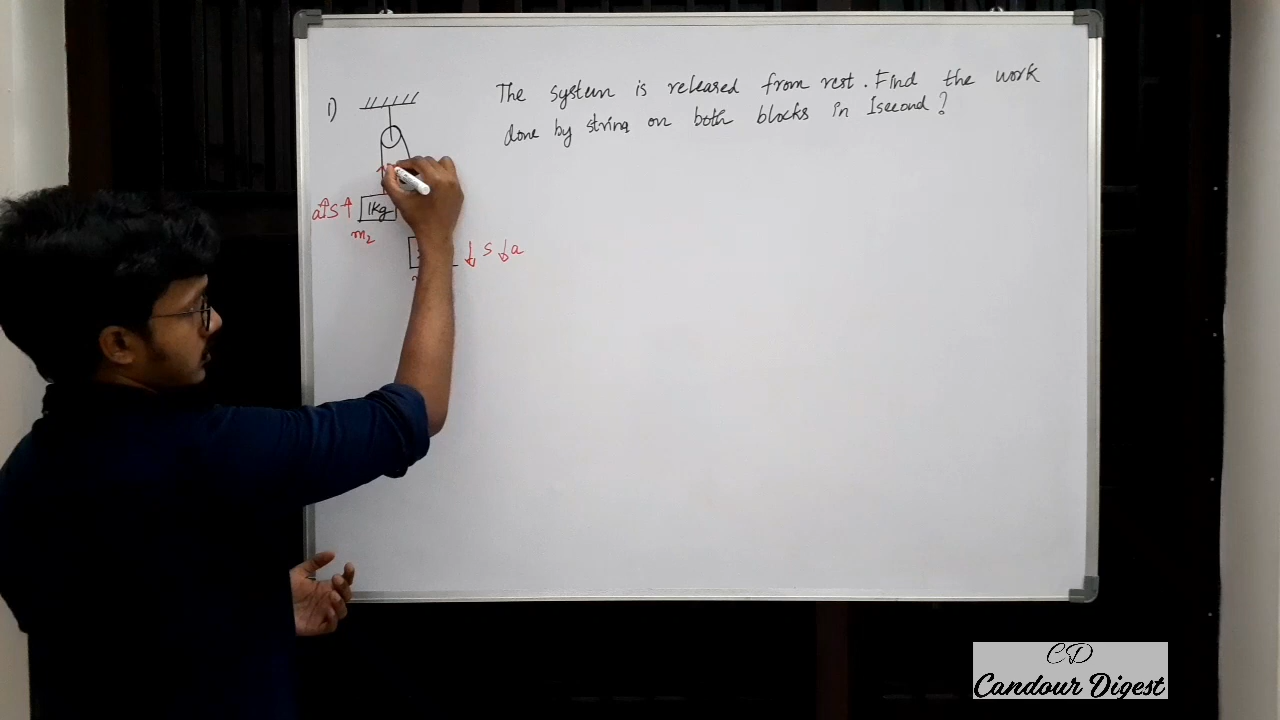 The system is released from rest. Find the work
1)
done by string on both blocks in 1second?
a S 1Kg
m2
S a
CD
Candour Digest